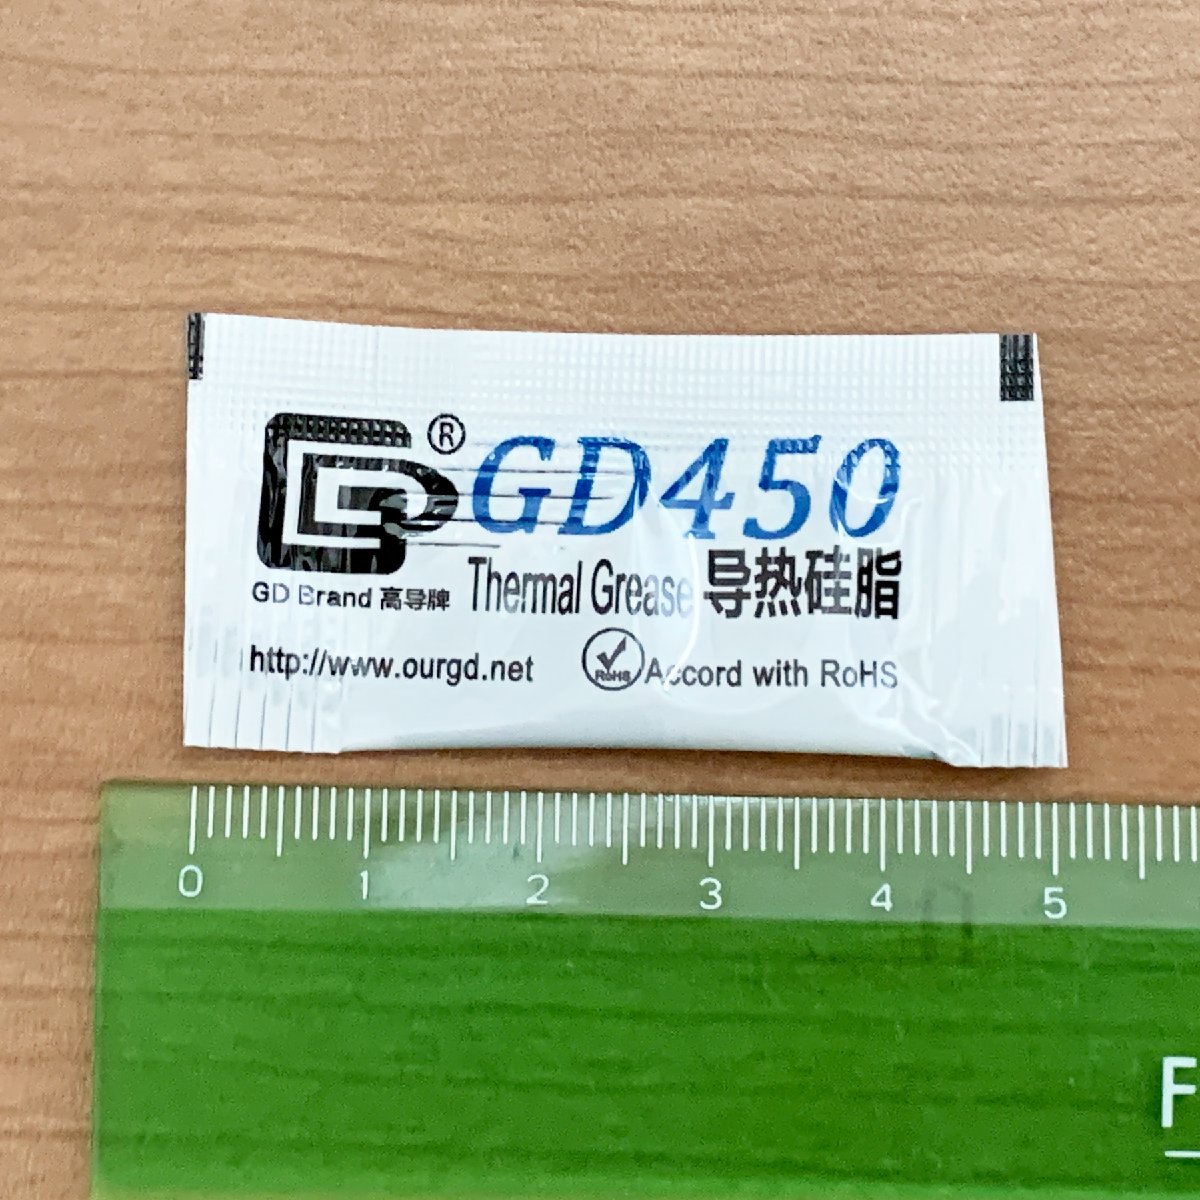 ® GD450
GD Brand 高导牌 Thermal Grease 导热硅脂
http://www.ourgd.net RoHS Accord with RoHS
0 1 2 3 4 5
F